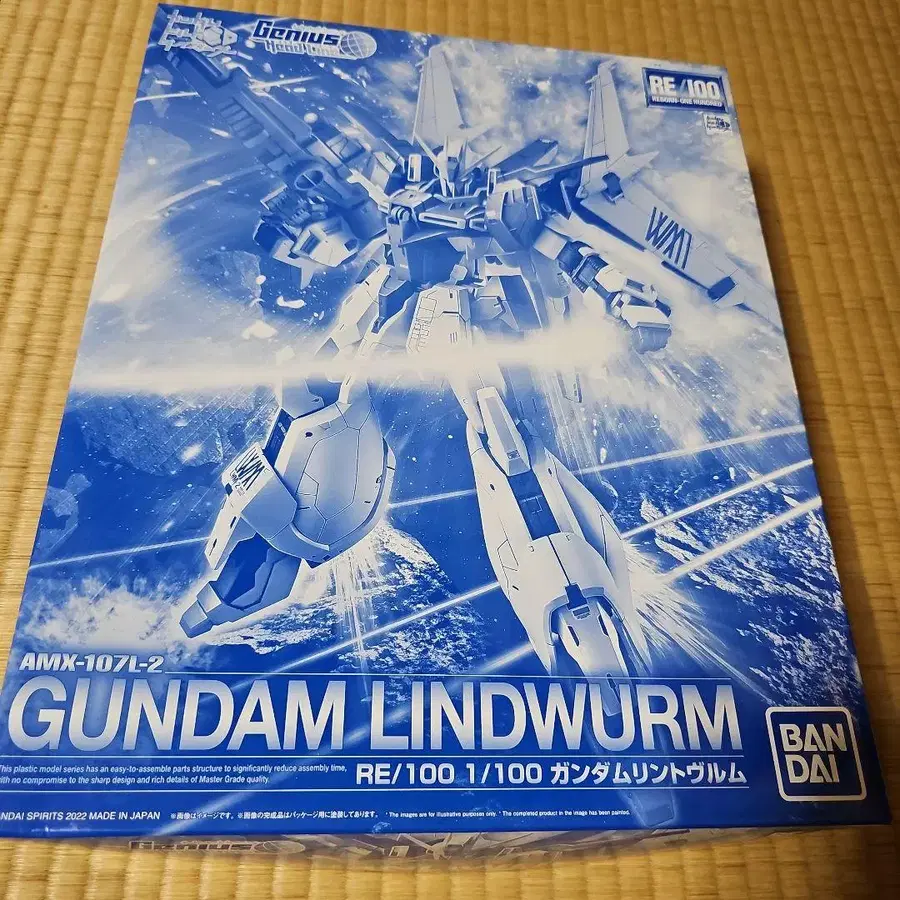 Genius
Head Line
RE/100
REBORN-ONE HUNDRED
AMX-107L-2
GUNDAM LINDWURM
This plastic model series has an easy-to-assemble parts structure to significantly reduce assembly time,
with no compromise to the sharp design and rich details of Master Grade quality.
RE/100 1/100 ガンダムリントヴルム
BAN
DAI
BANDAI SPIRITS 2022 MADE IN JAPAN ※画像はイメージです。 ※画像の完成品はパッケージ用に塗装してあります。 * The images are for illustrative purposes only. * The completed product in the image has been painted.
Genius